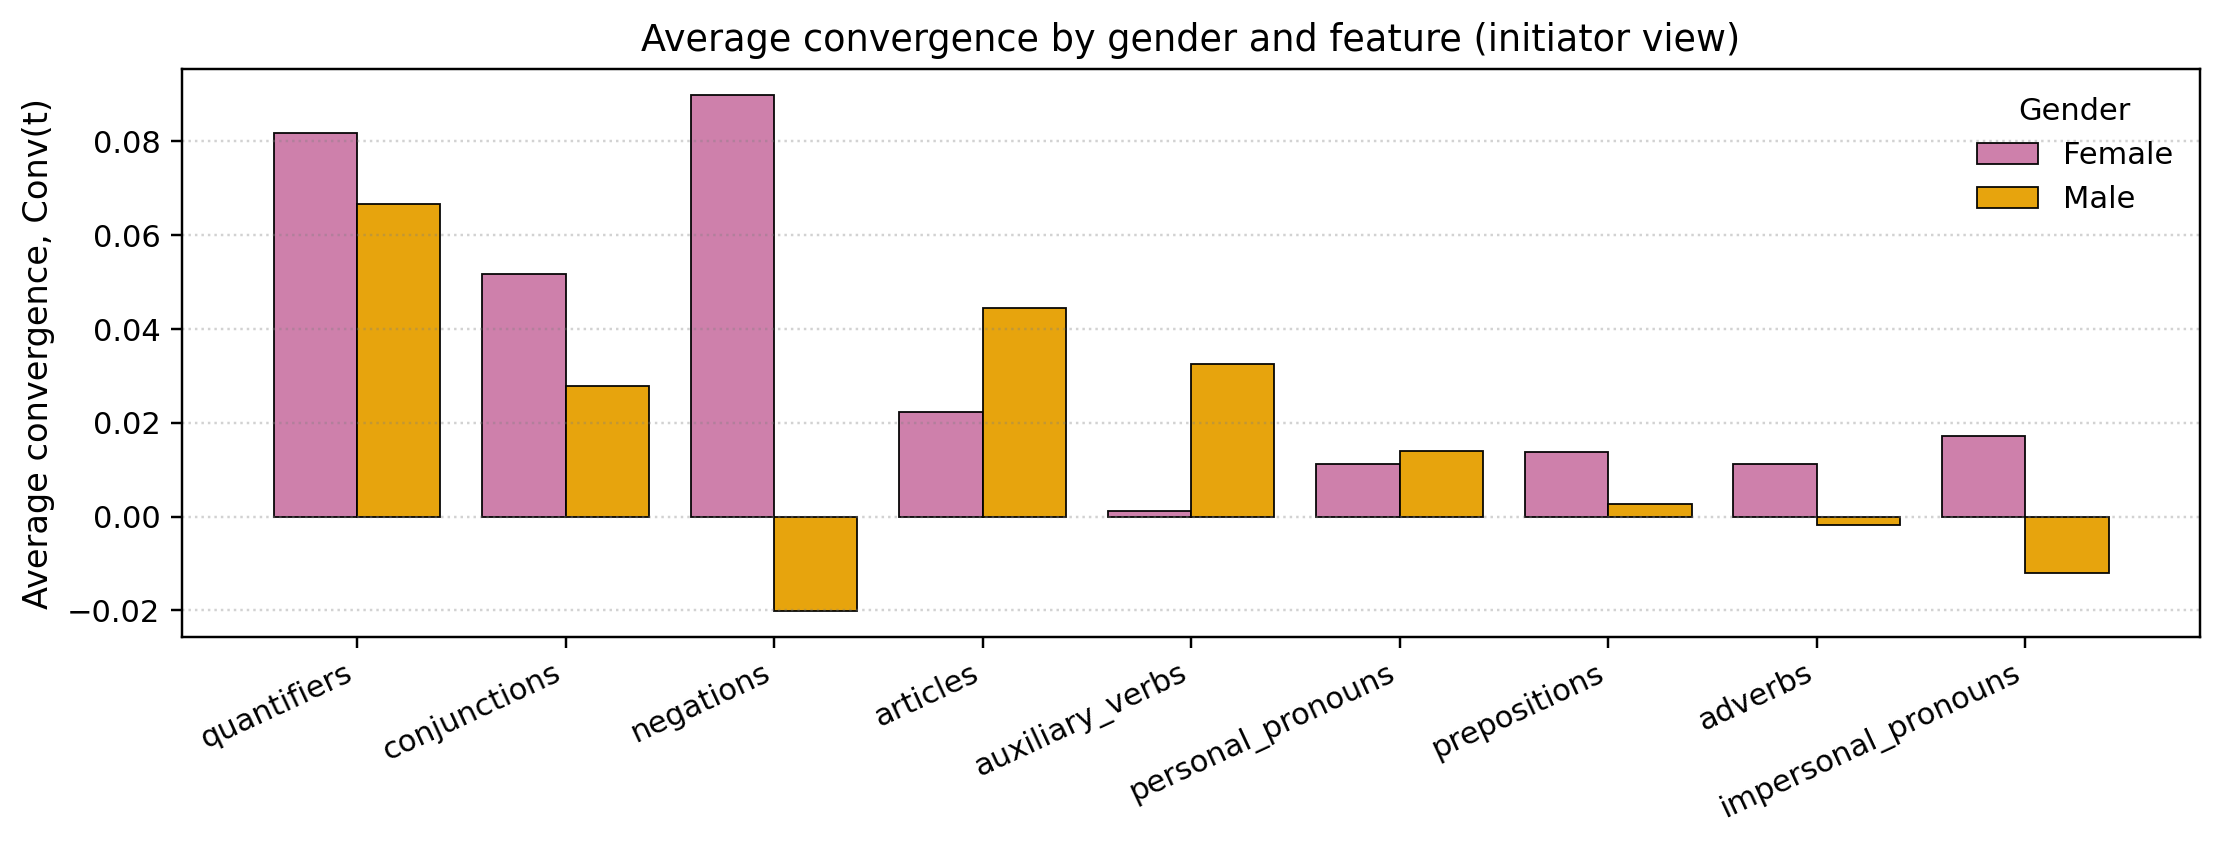 Average convergence by gender and feature (initiator view)
Average convergence, Conv(t)
0.08
0.06
0.04
0.02
0.00
−0.02
Gender
Female
Male
quantifiers
conjunctions
negations
articles
auxiliary_verbs
personal_pronouns
prepositions
adverbs
impersonal_pronouns